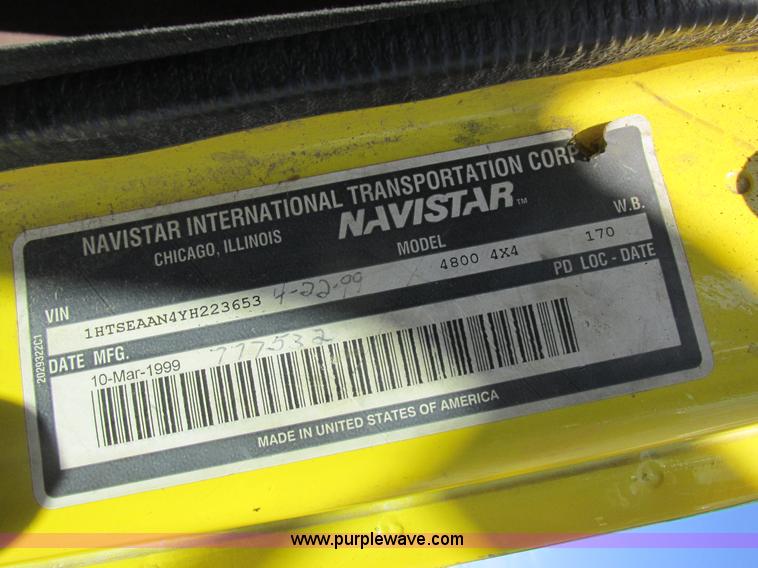 NAVISTAR INTERNATIONAL TRANSPORTATION CORP
CHICAGO, ILLINOIS
NAVISTAR™
VIN
MODEL
W.B.
1HTSEAAN4YH223653 4-22-99
4800 4X4
170
DATE MFG.
PD LOC - DATE
10-Mar-1999
777532
MADE IN UNITED STATES OF AMERICA
2029322C1
www.purplewave.com